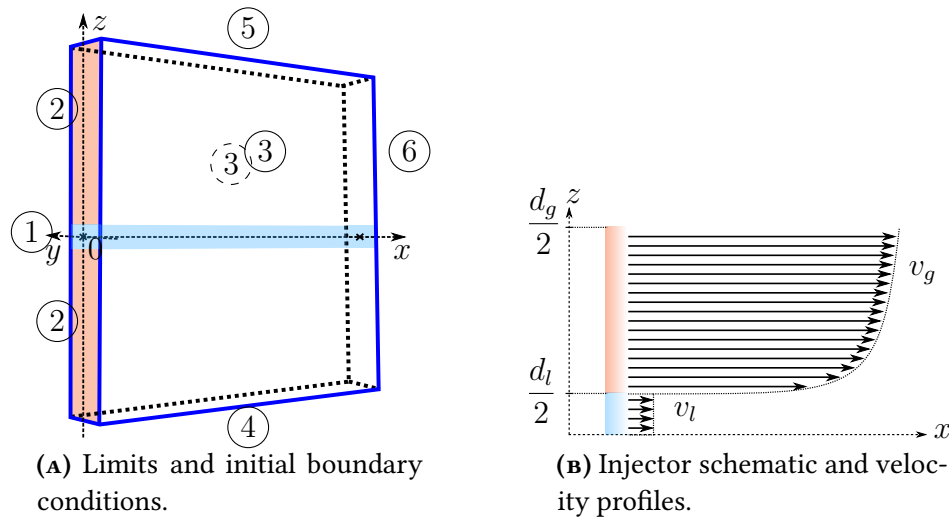 z
5
2
3
3
6
1
y
0
x
2
4
(A) Limits and initial boundary
conditions.
d_g
2
z
v_g
d_l
2
v_l
x
(B) Injector schematic and veloc-
ity profiles.